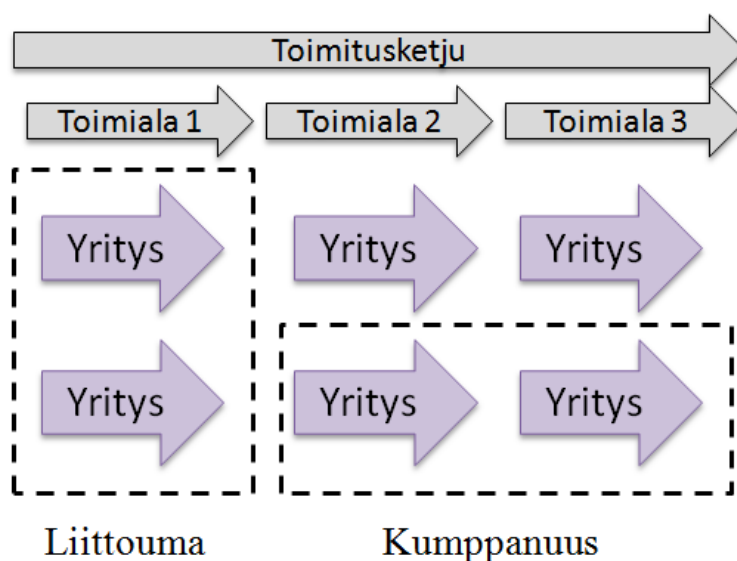 Toimitusketju
Toimiala 1 Toimiala 2 Toimiala 3
Yritys Yritys Yritys
Yritys Yritys Yritys
Liittouma Kumppanuus